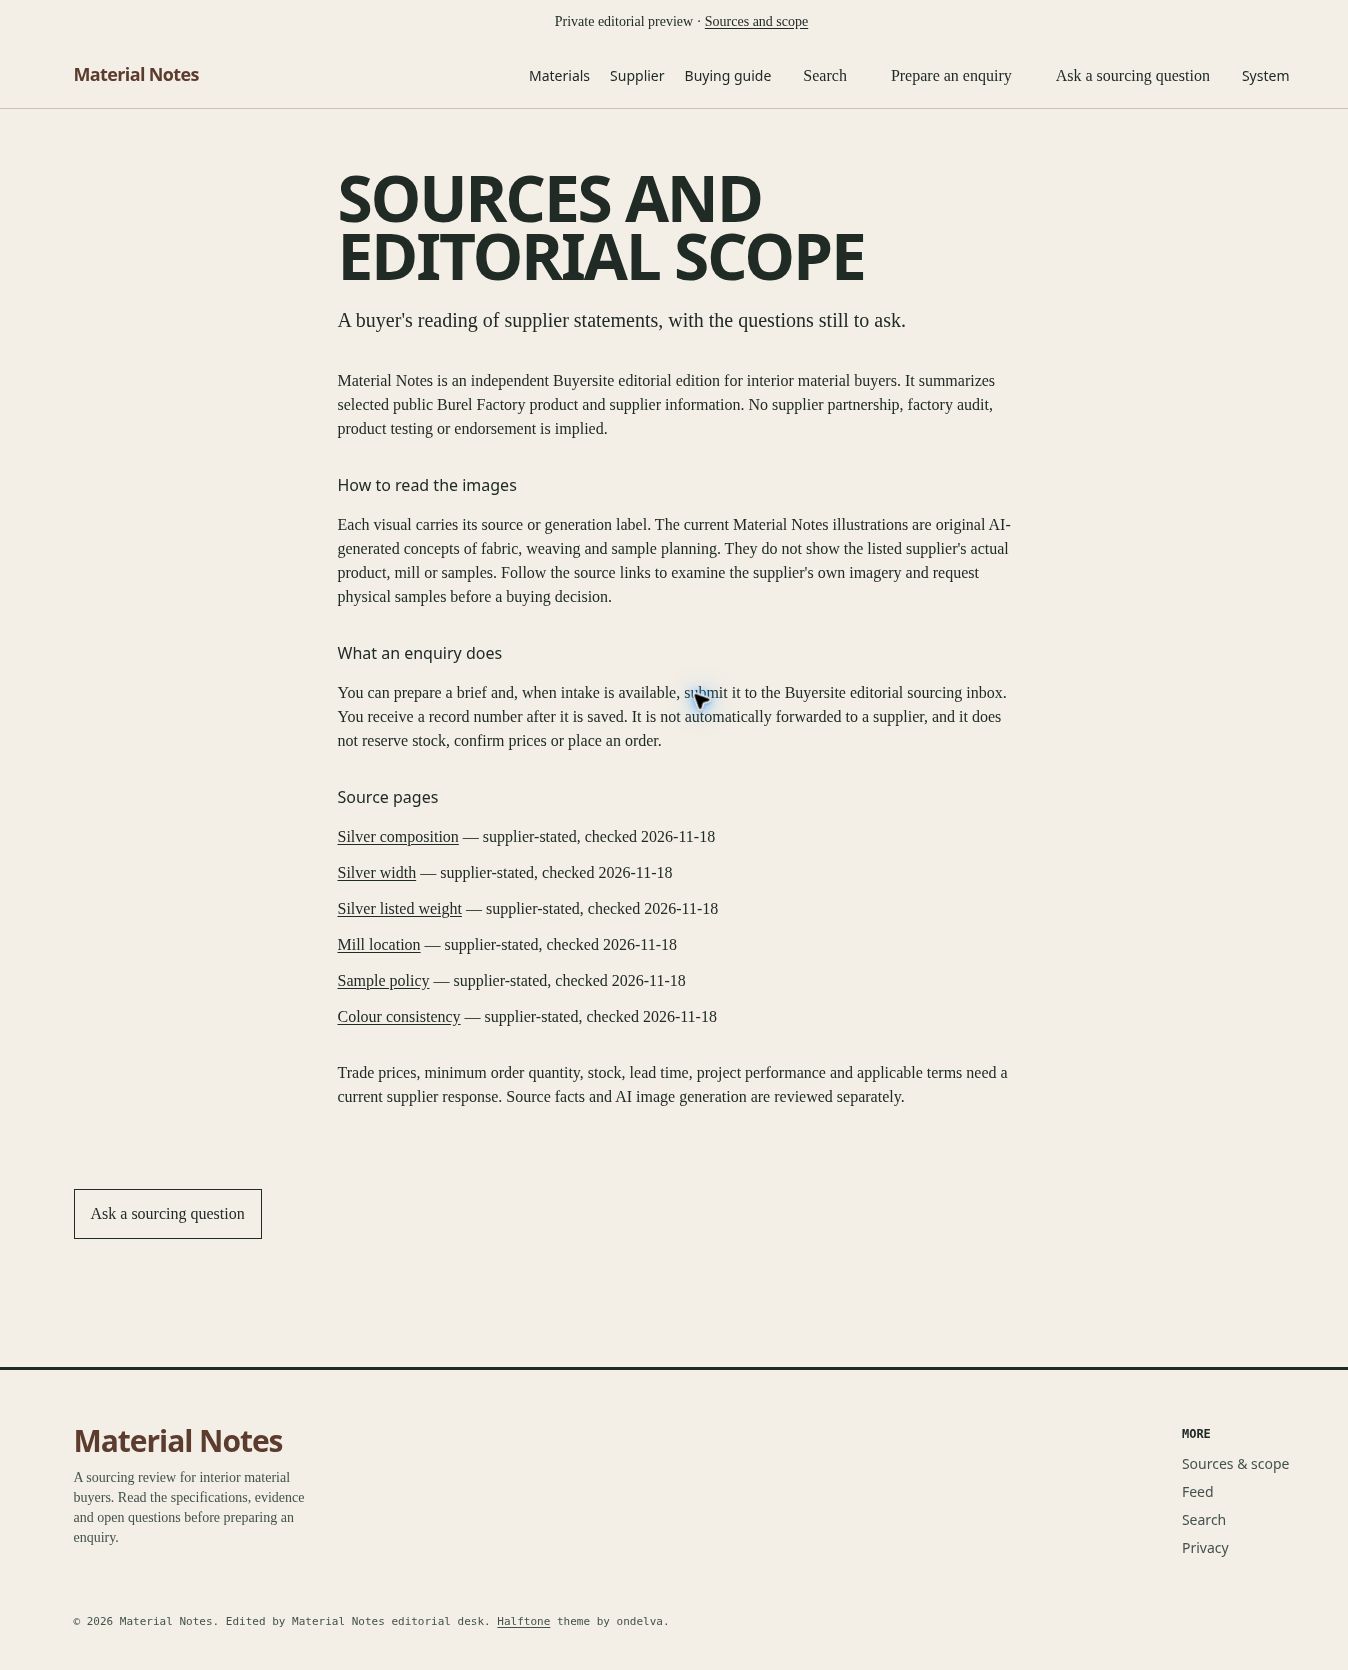 Private editorial preview · Sources and scope
Material Notes
Materials Supplier Buying guide Search Prepare an enquiry Ask a sourcing question System
SOURCES AND
EDITORIAL SCOPE
A buyer's reading of supplier statements, with the questions still to ask.
Material Notes is an independent Buyersite editorial edition for interior material buyers. It summarizes
selected public Burel Factory product and supplier information. No supplier partnership, factory audit,
product testing or endorsement is implied.
How to read the images
Each visual carries its source or generation label. The current Material Notes illustrations are original AI-
generated concepts of fabric, weaving and sample planning. They do not show the listed supplier's actual
product, mill or samples. Follow the source links to examine the supplier's own imagery and request
physical samples before a buying decision.
What an enquiry does
You can prepare a brief and, when intake is available, submit it to the Buyersite editorial sourcing inbox.
You receive a record number after it is saved. It is not automatically forwarded to a supplier, and it does
not reserve stock, confirm prices or place an order.
Source pages
Silver composition — supplier-stated, checked 2026-11-18
Silver width — supplier-stated, checked 2026-11-18
Silver listed weight — supplier-stated, checked 2026-11-18
Mill location — supplier-stated, checked 2026-11-18
Sample policy — supplier-stated, checked 2026-11-18
Colour consistency — supplier-stated, checked 2026-11-18
Trade prices, minimum order quantity, stock, lead time, project performance and applicable terms need a
current supplier response. Source facts and AI image generation are reviewed separately.
Ask a sourcing question
Material Notes
A sourcing review for interior material
buyers. Read the specifications, evidence
and open questions before preparing an
enquiry.
MORE
Sources & scope
Feed
Search
Privacy
© 2026 Material Notes. Edited by Material Notes editorial desk. Halftone theme by ondelva.